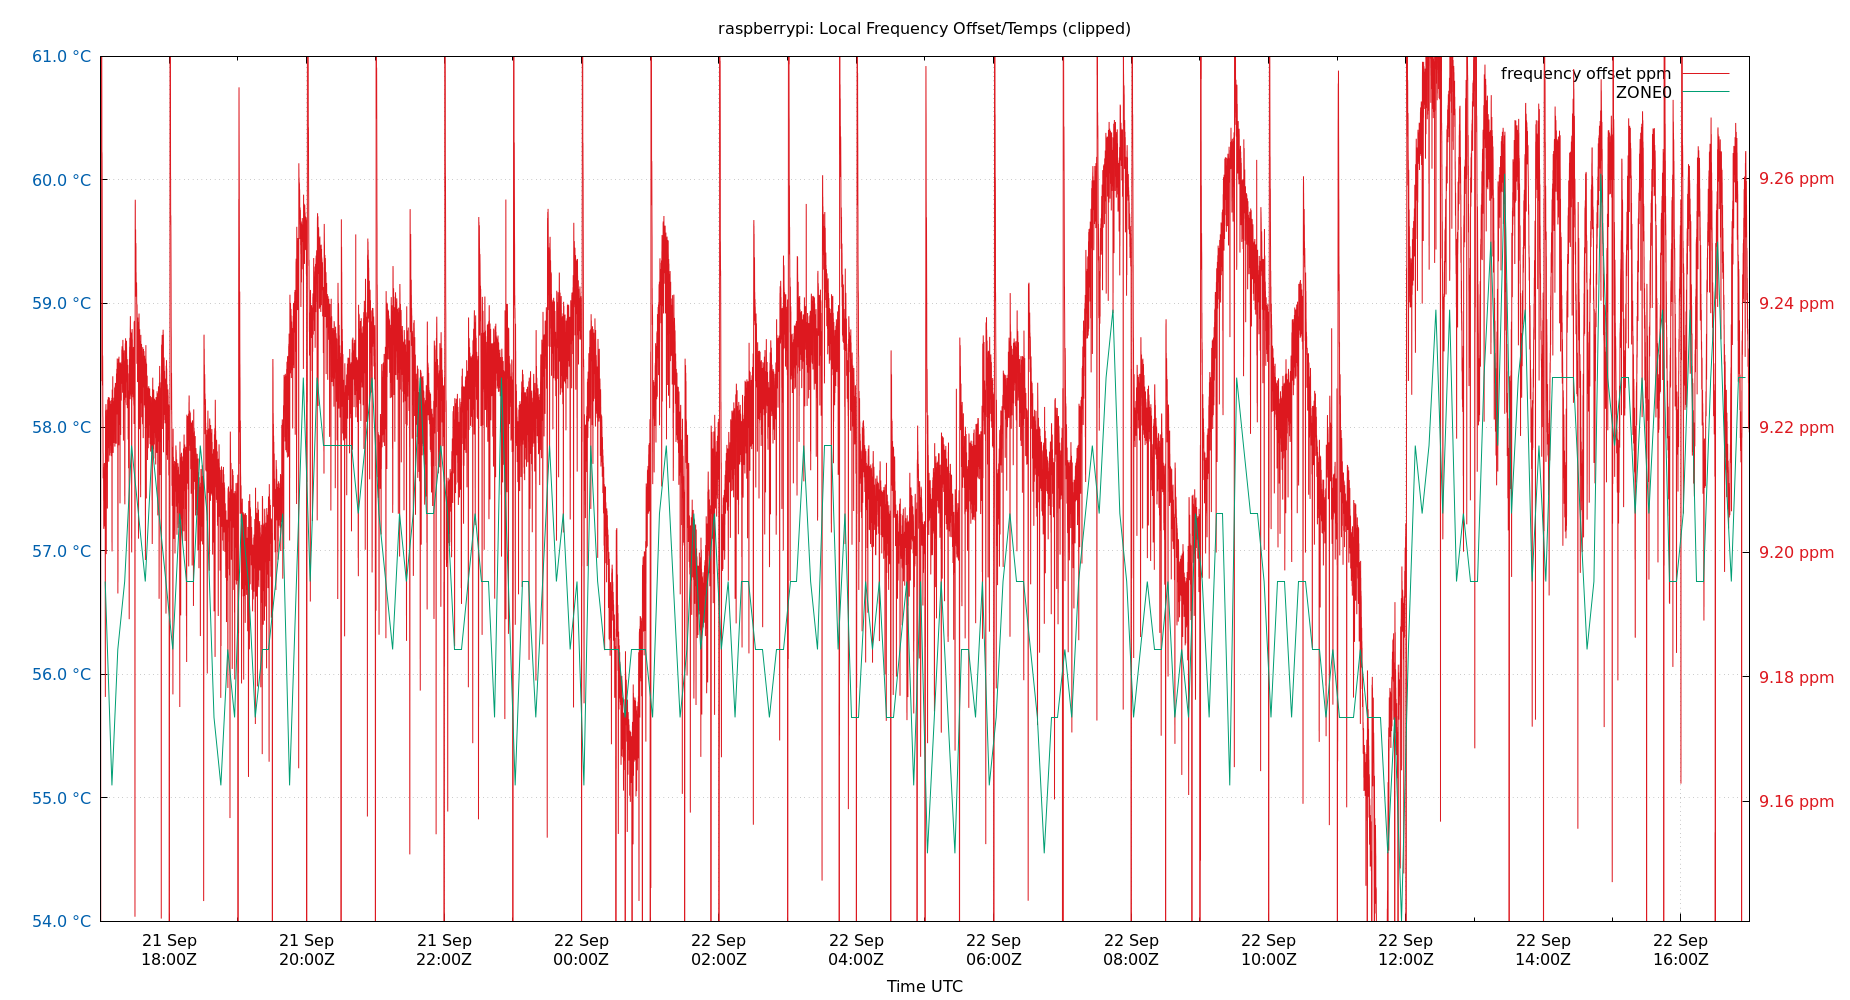 raspberrypi: Local Frequency Offset/Temps (clipped)
61.0 °C
60.0 °C
59.0 °C
58.0 °C
57.0 °C
56.0 °C
55.0 °C
54.0 °C
frequency offset ppm
ZONE0
9.26 ppm
9.24 ppm
9.22 ppm
9.20 ppm
9.18 ppm
9.16 ppm
21 Sep
18:00Z
21 Sep
20:00Z
21 Sep
22:00Z
22 Sep
00:00Z
22 Sep
02:00Z
22 Sep
04:00Z
22 Sep
06:00Z
22 Sep
08:00Z
22 Sep
10:00Z
22 Sep
12:00Z
22 Sep
14:00Z
22 Sep
16:00Z
Time UTC